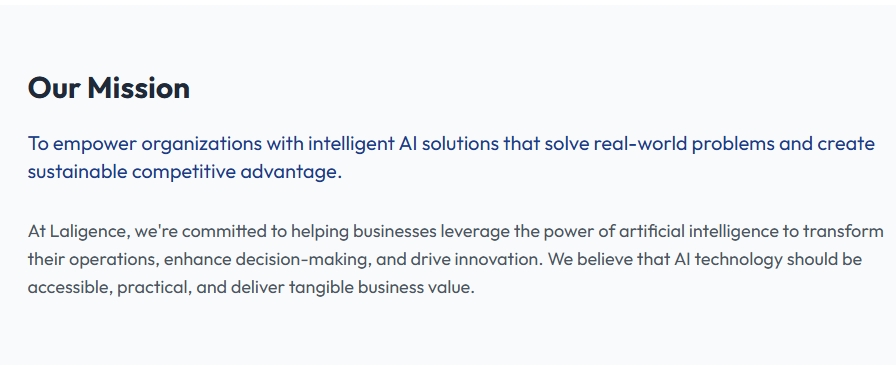 Our Mission
To empower organizations with intelligent AI solutions that solve real-world problems and create
sustainable competitive advantage.
At Laligence, we're committed to helping businesses leverage the power of artificial intelligence to transform
their operations, enhance decision-making, and drive innovation. We believe that AI technology should be
accessible, practical, and deliver tangible business value.